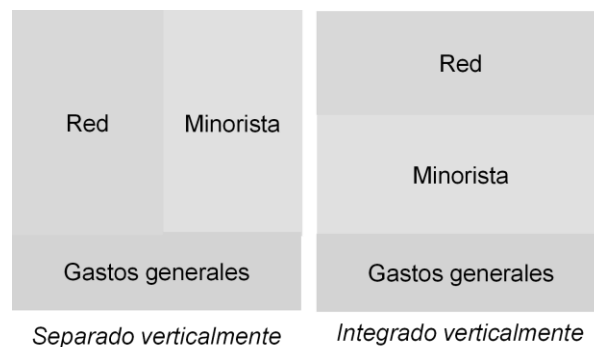 Red
Minorista
Gastos generales
Separado verticalmente
Red
Minorista
Gastos generales
Integrado verticalmente